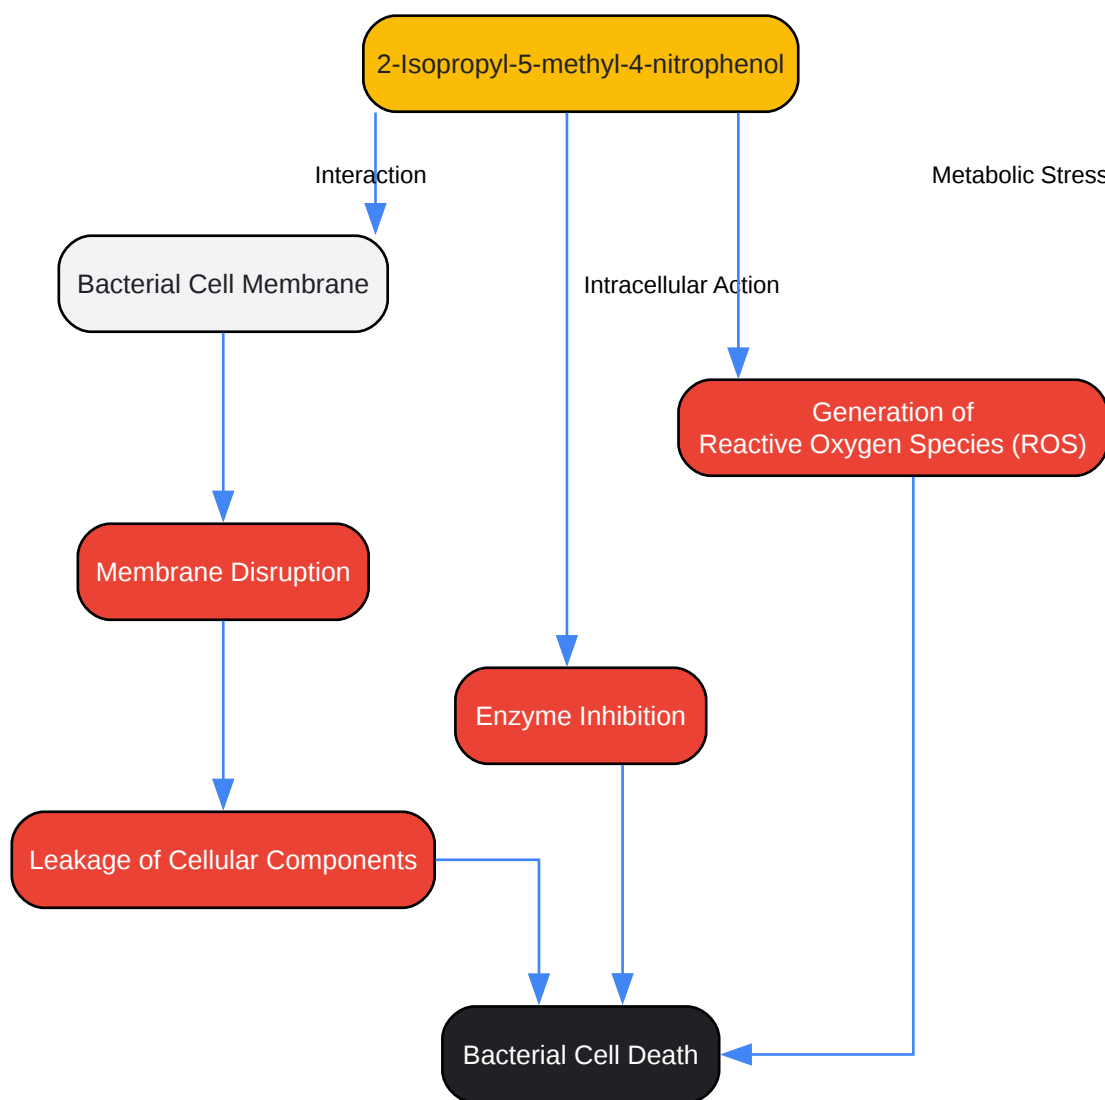 2-Isopropyl-5-methyl-4-nitrophenol
Interaction
Metabolic Stress
Bacterial Cell Membrane
Intracellular Action
Generation of
Reactive Oxygen Species (ROS)
Membrane Disruption
Enzyme Inhibition
Leakage of Cellular Components
Bacterial Cell Death